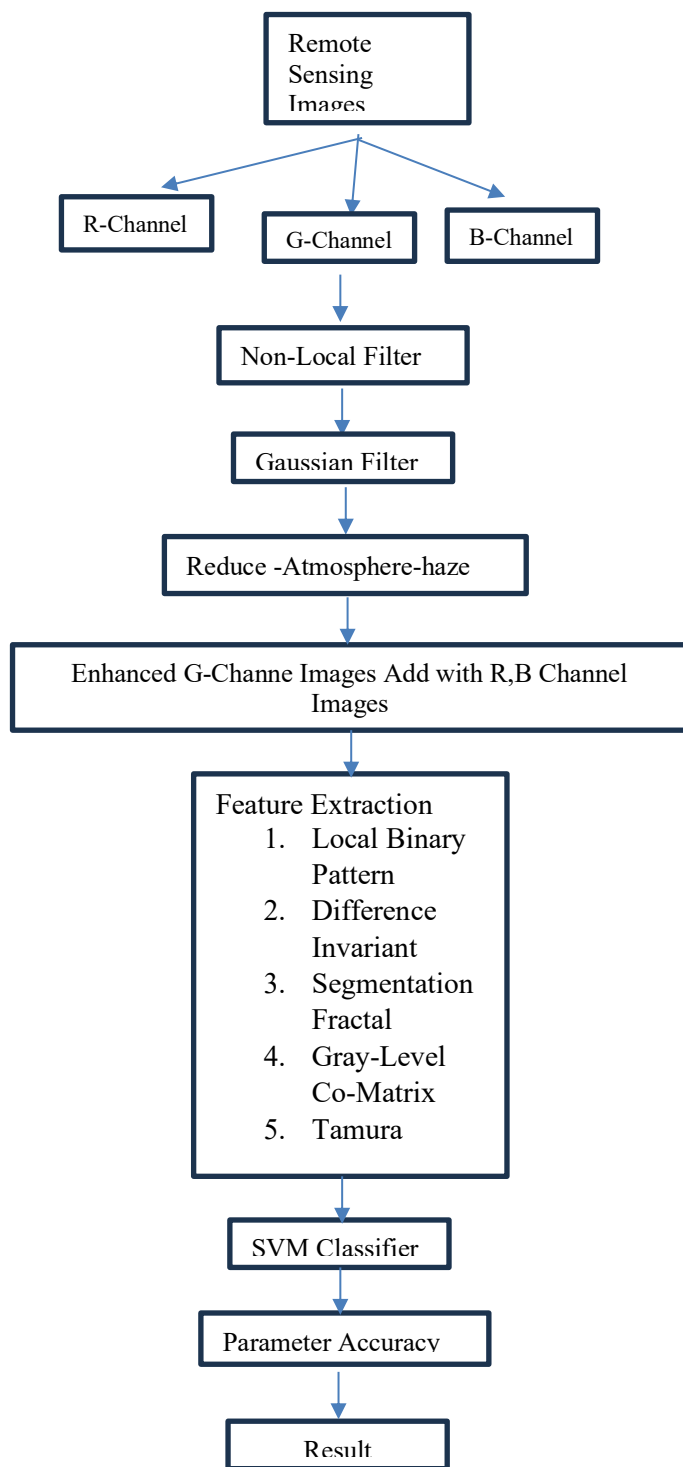 Remote
Sensing
Images
R-Channel
G-Channel
B-Channel
Non-Local Filter
Gaussian Filter
Reduce -Atmosphere-haze
Enhanced G-Channe Images Add with R,B Channel
Images
Feature Extraction
1. Local Binary
Pattern
2. Difference
Invariant
3. Segmentation
Fractal
4. Gray-Level
Co-Matrix
5. Tamura
SVM Classifier
Parameter Accuracy
Result